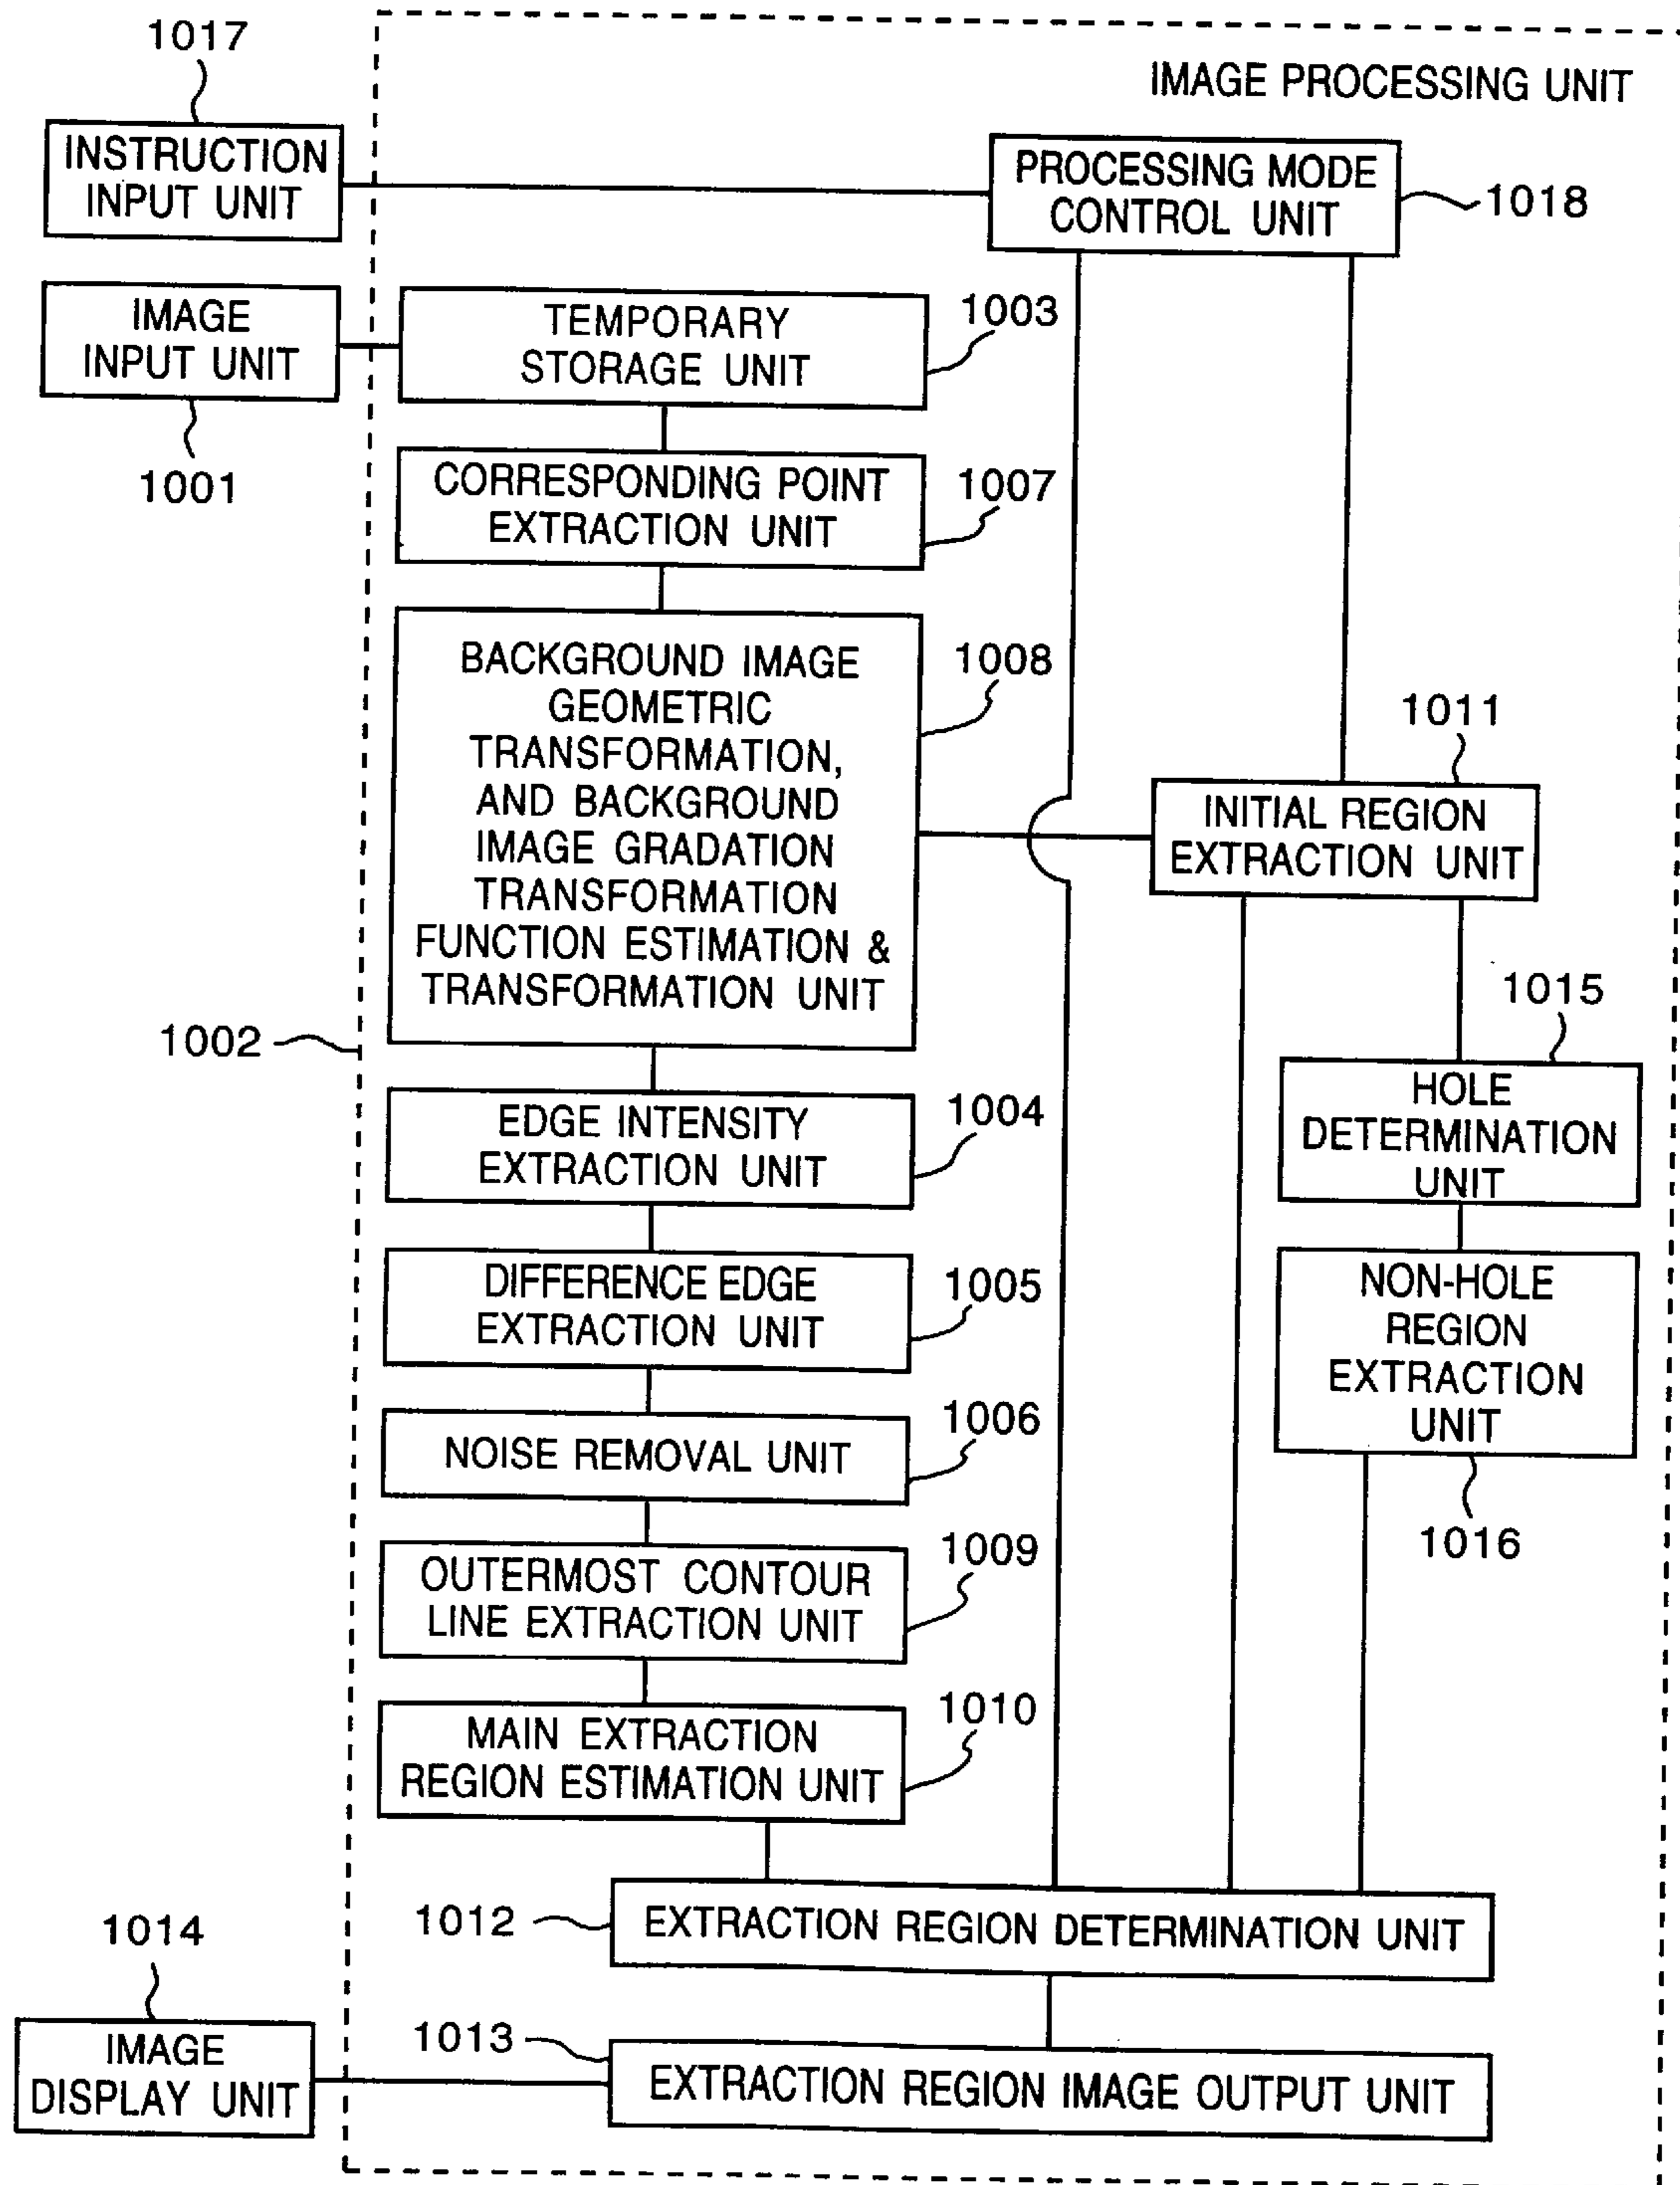 1017
IMAGE PROCESSING UNIT
INSTRUCTION
INPUT UNIT
PROCESSING MODE
CONTROL UNIT
1018
IMAGE
INPUT UNIT
1001
TEMPORARY
STORAGE UNIT
1003
CORRESPONDING POINT
EXTRACTION UNIT
1007
BACKGROUND IMAGE
GEOMETRIC
TRANSFORMATION,
AND BACKGROUND
IMAGE GRADATION
TRANSFORMATION
FUNCTION ESTIMATION &
TRANSFORMATION UNIT
1008
1011
INITIAL REGION
EXTRACTION UNIT
1002
1015
HOLE
DETERMINATION
UNIT
EDGE INTENSITY
EXTRACTION UNIT
1004
DIFFERENCE EDGE
EXTRACTION UNIT
1005
NON-HOLE
REGION
EXTRACTION
UNIT
1016
NOISE REMOVAL UNIT
1006
OUTERMOST CONTOUR
LINE EXTRACTION UNIT
1009
MAIN EXTRACTION
REGION ESTIMATION UNIT
1010
1012
EXTRACTION REGION DETERMINATION UNIT
1014
IMAGE
DISPLAY UNIT
1013
EXTRACTION REGION IMAGE OUTPUT UNIT